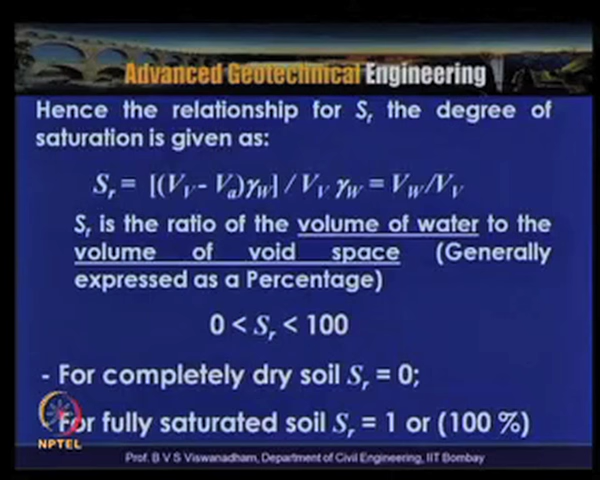 Advanced Geotechnical Engineering
Hence the relationship for Sr the degree of
saturation is given as:
Sr = [(VV - Va)γW] / VV γW = VW/VV
Sr is the ratio of the volume of water to the
volume of void space (Generally
expressed as a Percentage)
0 < Sr < 100
- For completely dry soil Sr = 0;
- For fully saturated soil Sr = 1 or (100 %)
NPTEL
Prof. B V S Viswanadham, Department of Civil Engineering, IIT Bombay